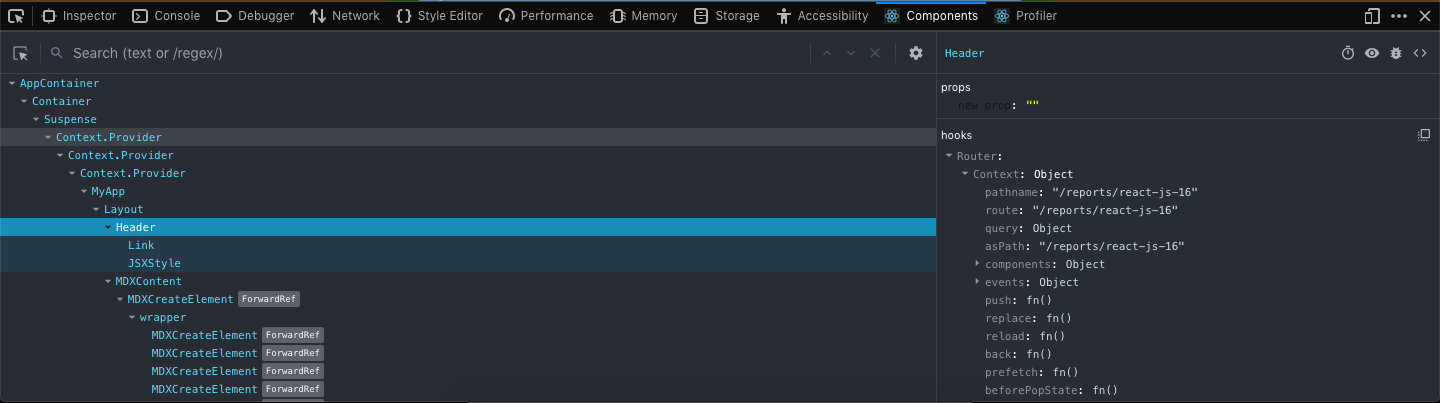 Inspector Console Debugger Network Style Editor Performance Memory Storage Accessibility Components Profiler
Search (text or /regex/)
AppContainer
Container
Suspense
Context.Provider
Context.Provider
Context.Provider
MyApp
Layout
Header
Link
JSXStyle
MDXContent
MDXCreateElement ForwardRef
wrapper
MDXCreateElement ForwardRef
MDXCreateElement ForwardRef
MDXCreateElement ForwardRef
MDXCreateElement ForwardRef
Header
props
new prop: ""
hooks
Router:
Context: Object
pathname: "/reports/react-js-16"
route: "/reports/react-js-16"
query: Object
asPath: "/reports/react-js-16"
components: Object
events: Object
push: fn()
replace: fn()
reload: fn()
back: fn()
prefetch: fn()
beforePopState: fn()